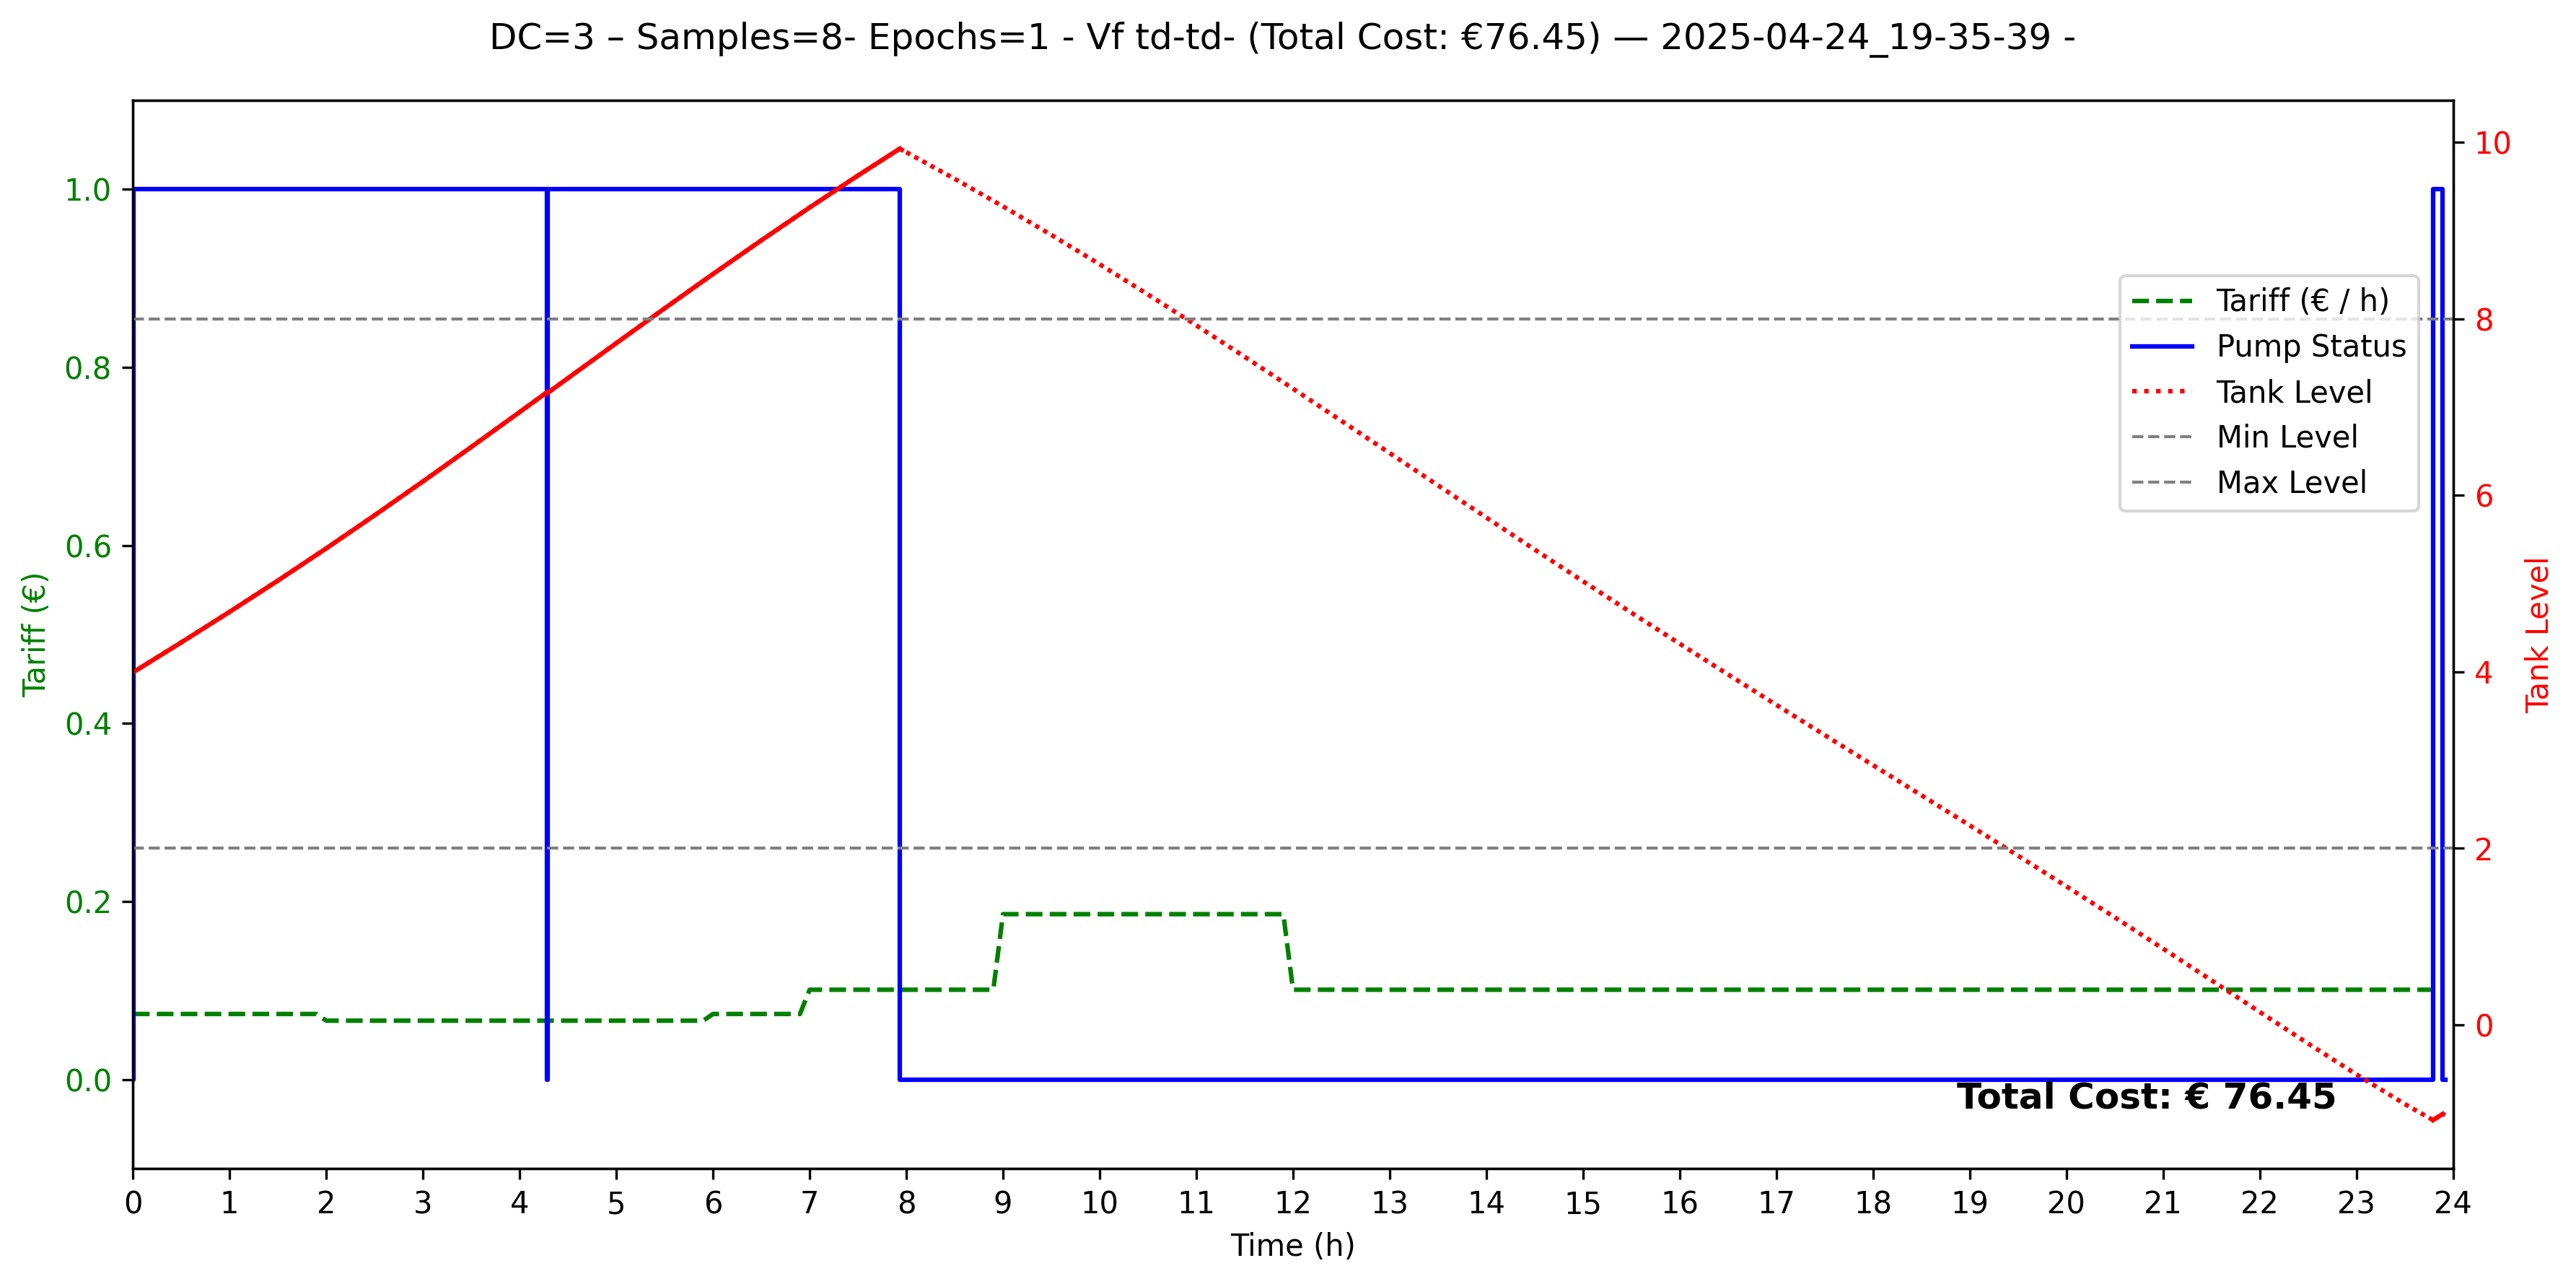 DC=3 – Samples=8- Epochs=1 - Vf td-td- (Total Cost: €76.45) — 2025-04-24_19-35-39 -
Tariff (€)
1.0
0.8
0.6
0.4
0.2
0.0
Tariff (€ / h)
Pump Status
Tank Level
Min Level
Max Level
Total Cost: € 76.45
10
8
6
4
2
0
Tank Level
0 1 2 3 4 5 6 7 8 9 10 11 12 13 14 15 16 17 18 19 20 21 22 23 24
Time (h)